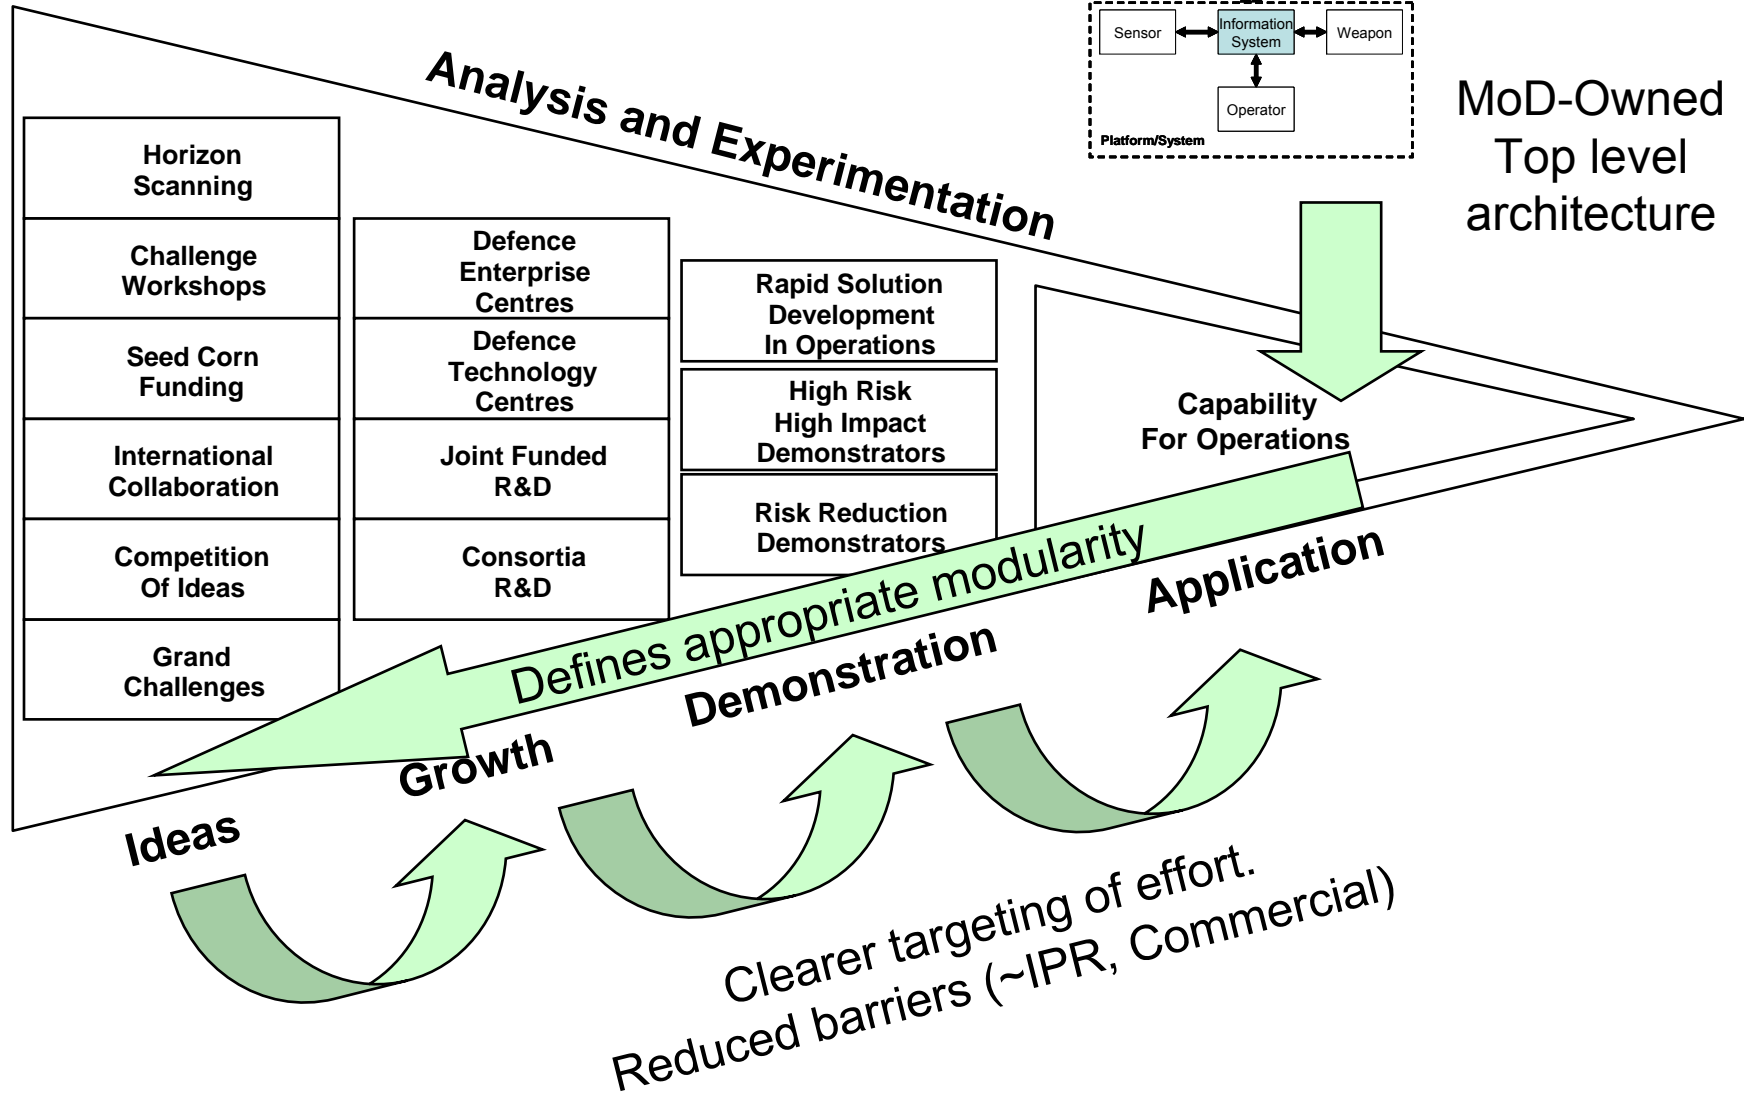 Sensor
Information
System
Weapon
Operator
Platform/System
MoD-Owned
Top level
architecture
Analysis and Experimentation
Horizon
Scanning
Challenge
Workshops
Seed Corn
Funding
International
Collaboration
Competition
Of Ideas
Grand
Challenges
Defence
Enterprise
Centres
Defence
Technology
Centres
Joint Funded
R&D
Consortia
R&D
Rapid Solution
Development
In Operations
High Risk
High Impact
Demonstrators
Risk Reduction
Demonstrators
Capability
For Operations
Defines appropriate modularity
Ideas
Growth
Demonstration
Application
Clearer targeting of effort.
Reduced barriers (~IPR, Commercial)